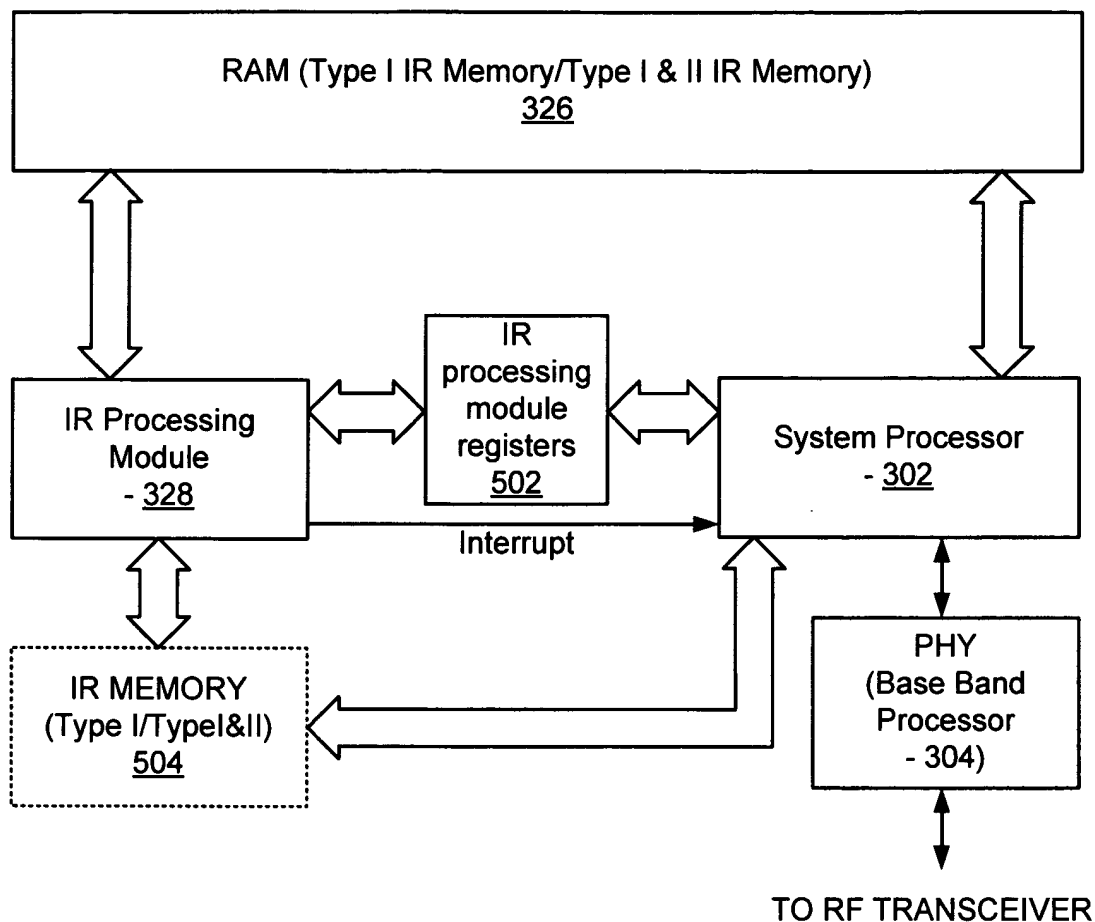 RAM (Type I IR Memory/Type I & II IR Memory)
326
IR
processing
module
registers
502
IR Processing
Module
- 328
System Processor
- 302
Interrupt
IR MEMORY
(Type I/TypeI&II)
504
PHY
(Base Band
Processor
- 304)
TO RF TRANSCEIVER